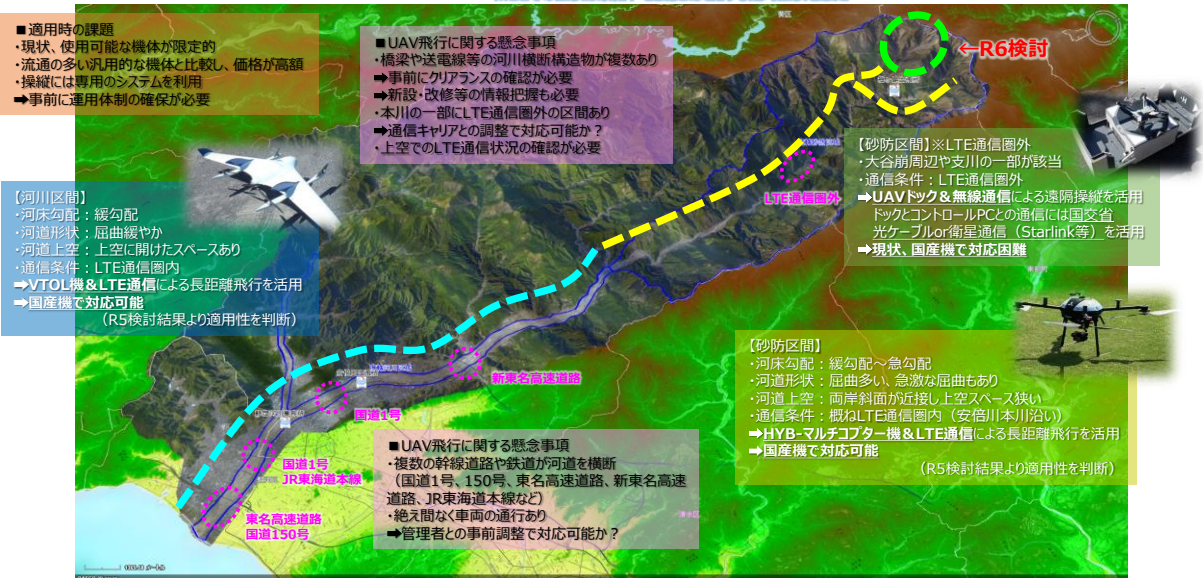 ■適用時の課題
・現状、使用可能な機体が限定的
・流通の多い汎用的な機体と比較し、価格が高額
・操縦には専用のシステムを利用
➡事前に運用体制の確保が必要
■UAV飛行に関する懸念事項
・橋梁や送電線等の河川横断構造物が複数あり
➡事前にクリアランスの確認が必要
➡新設・改修等の情報把握も必要
・本川の一部にLTE通信圏外の区間あり
➡通信キャリアとの調整で対応可能か？
・上空でのLTE通信状況の確認が必要
←R6検討
【砂防区間】※LTE通信圏外
・大谷崩周辺や支川の一部が該当
・通信条件：LTE通信圏外
➡UAVドック&無線通信による遠隔操縦を活用
ドックとコントロールPCとの通信には国交省
光ケーブルor衛星通信（Starlink等）を活用
➡現状、国産機で対応困難
LTE通信圏外
【河川区間】
・河床勾配：緩勾配
・河道形状：屈曲緩やか
・河道上空：上空に開けたスペースあり
・通信条件：LTE通信圏内
➡VTOL機&LTE通信による長距離飛行を活用
➡国産機で対応可能
（R5検討結果より適用性を判断）
【砂防区間】
・河床勾配：緩勾配～急勾配
・河道形状：屈曲多い、急激な屈曲もあり
・河道上空：両岸斜面が近接し上空スペース狭い
・通信条件：概ねLTE通信圏内（安倍川本川沿い）
➡HYB-マルチコプター機&LTE通信による長距離飛行を活用
➡国産機で対応可能
（R5検討結果より適用性を判断）
新東名高速道路
国道1号
国道1号
JR東海道本線
東名高速道路
国道150号
■UAV飛行に関する懸念事項
・複数の幹線道路や鉄道が河道を横断
（国道1号、150号、東名高速道路、新東名高速
道路、JR東海道本線など）
・絶え間なく車両の通行あり
➡管理者との事前調整で対応可能か？